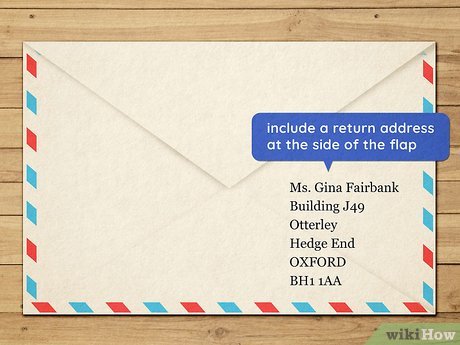 include a return address
at the side of the flap
Ms. Gina Fairbank
Building J49
Otterley
Hedge End
OXFORD
BH1 1AA
wikiHow